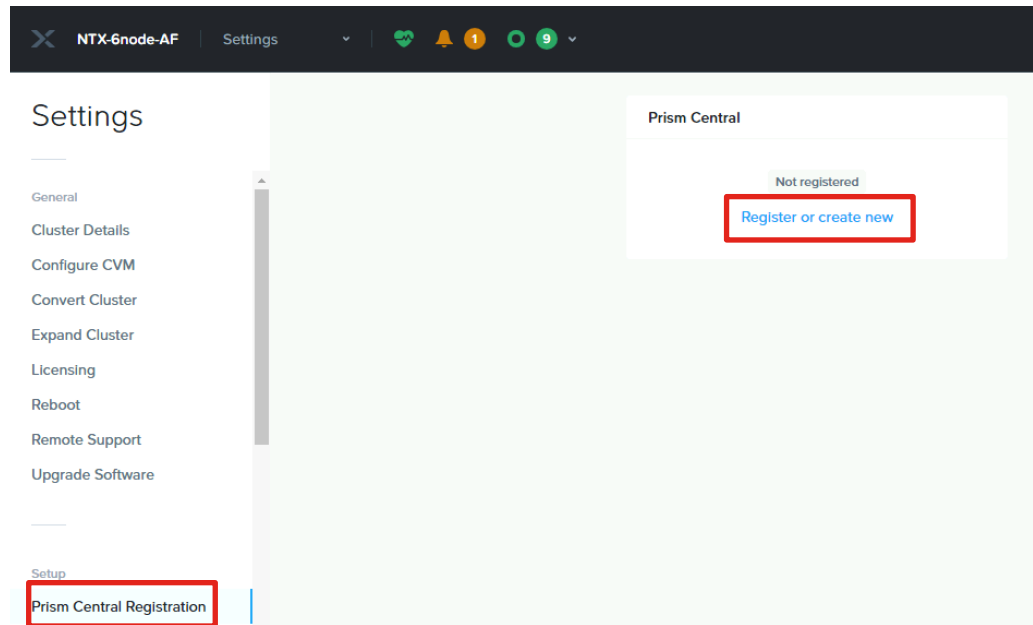 NTX-6node-AF
Settings
1
9
Settings
General
Cluster Details
Configure CVM
Convert Cluster
Expand Cluster
Licensing
Reboot
Remote Support
Upgrade Software
Setup
Prism Central Registration
Prism Central
Not registered
Register or create new